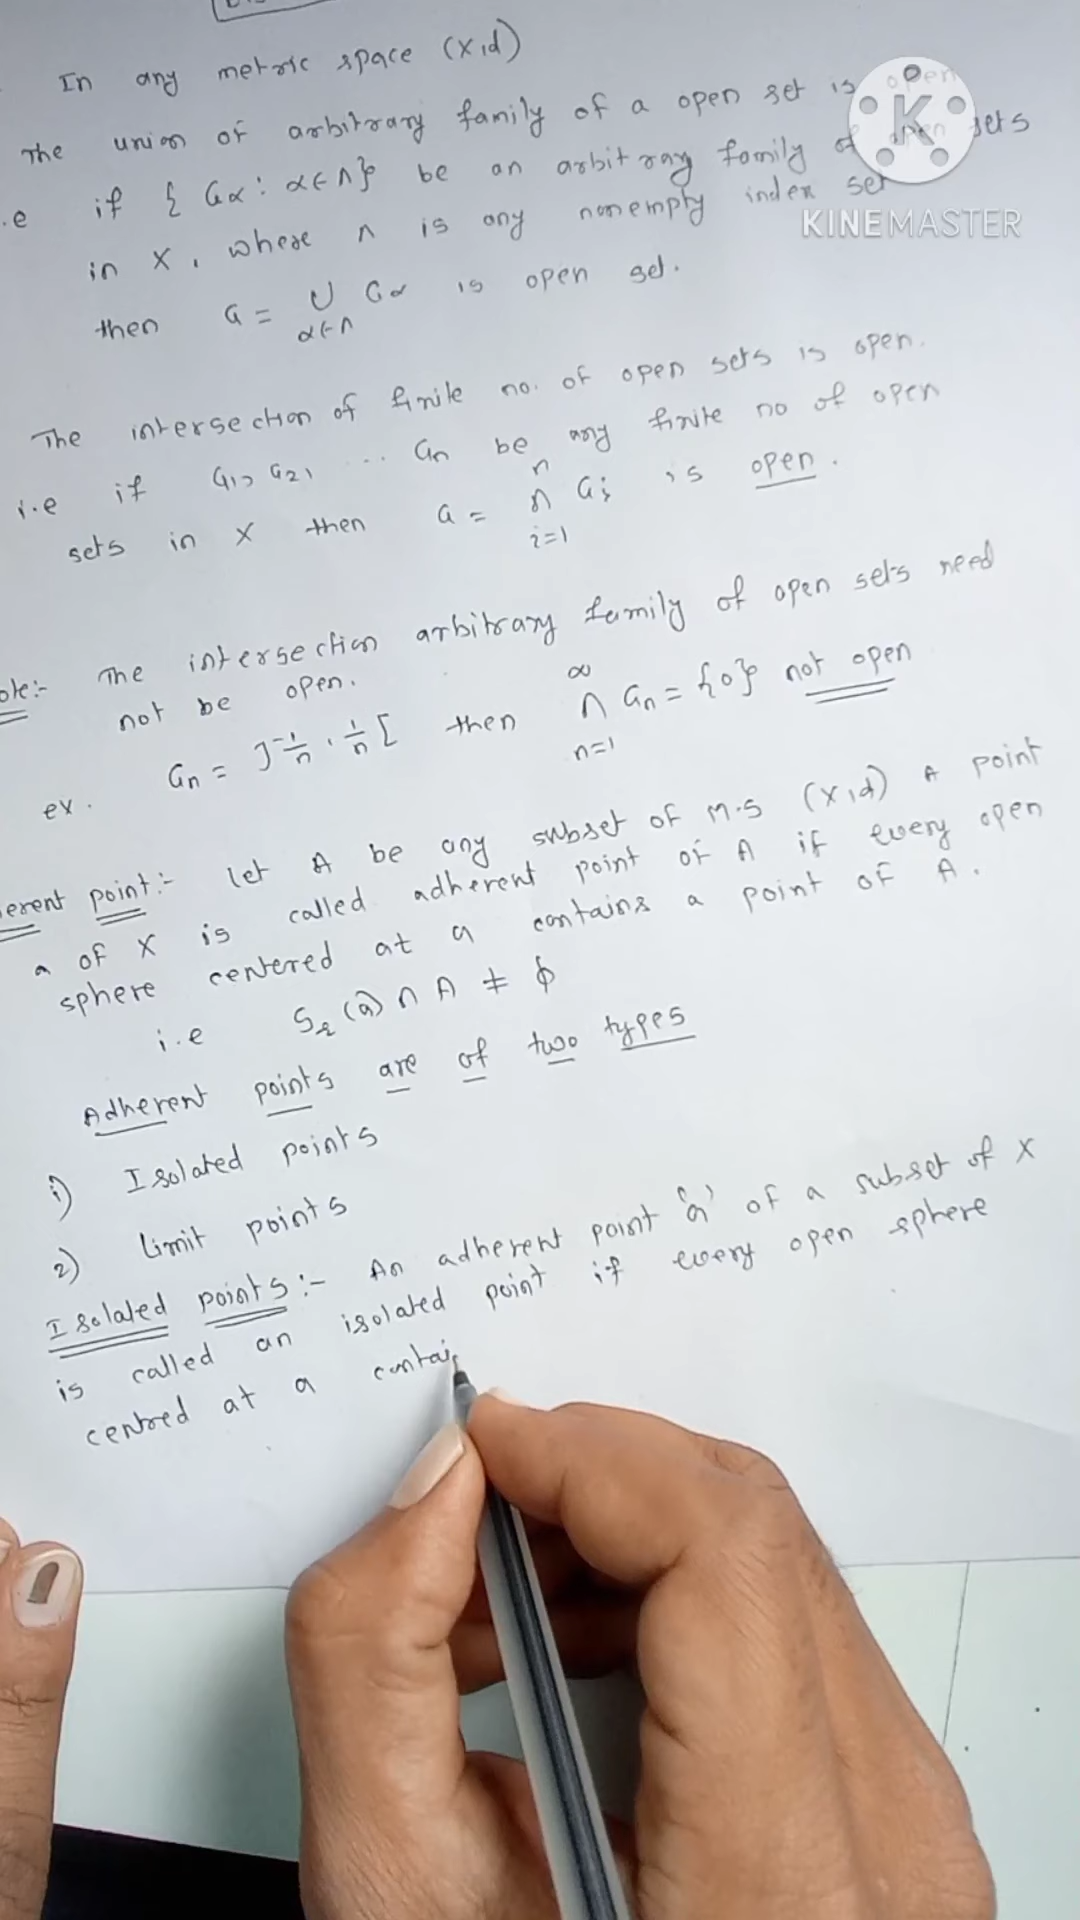 In any metric space (X,d)
The union of arbitrary family of a open set is open
.e if { Gα : α∈Λ} be an arbitray family of open sets
in X, where Λ is any nonempty index set
then G = ∪ Gα is open set.
α∈Λ
The intersection of finite no. of open sets is open.
i.e if G1, G2, ... Gn be any finite no of open
sets in X then G = ∩ Gi is open.
n
i=1
ote:- The intersection arbitrary family of open sets need
not be open.
ex. Gn = ]-1/n, 1/n[ then ∩ Gn = {0} not open
∞
n=1
erent point:- let A be any subset of M.S (X,d) A point
a of X is called adherent point of A if every open
sphere centered at a contains a point of A.
i.e Sr(a) ∩ A ≠ ϕ
Adherent points are of two types
1) Isolated points
2) Limit points
Isolated points:- An adherent point 'a' of a subset of X
is called an isolated point if every open sphere
centred at a contai
K
KINEMASTER